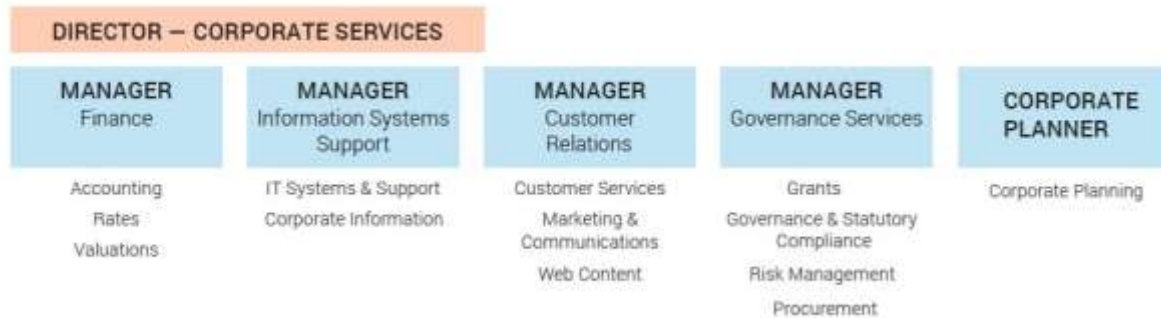 DIRECTOR — CORPORATE SERVICES
MANAGER
Finance
Accounting
Rates
Valuations
MANAGER
Information Systems
Support
IT Systems & Support
Corporate Information
MANAGER
Customer
Relations
Customer Services
Marketing &
Communications
Web Content
MANAGER
Governance Services
Grants
Governance & Statutory
Compliance
Risk Management
Procurement
CORPORATE
PLANNER
Corporate Planning